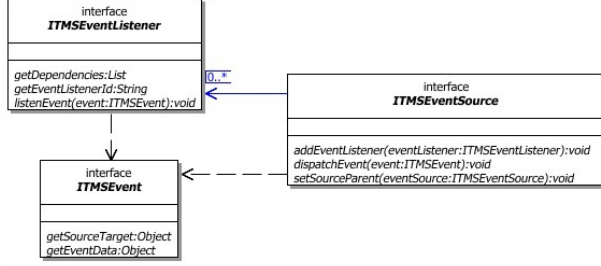 interface
ITMSEventListener
getDependencies:List
getEventListenerId:String
listenEvent(event:ITMSEvent):void
0..*
interface
ITMSEventSource
addEventListener(eventListener:ITMSEventListener):void
dispatchEvent(event:ITMSEvent):void
setSourceParent(eventSource:ITMSEventSource):void
interface
ITMSEvent
getSourceTarget:Object
getEventData:Object